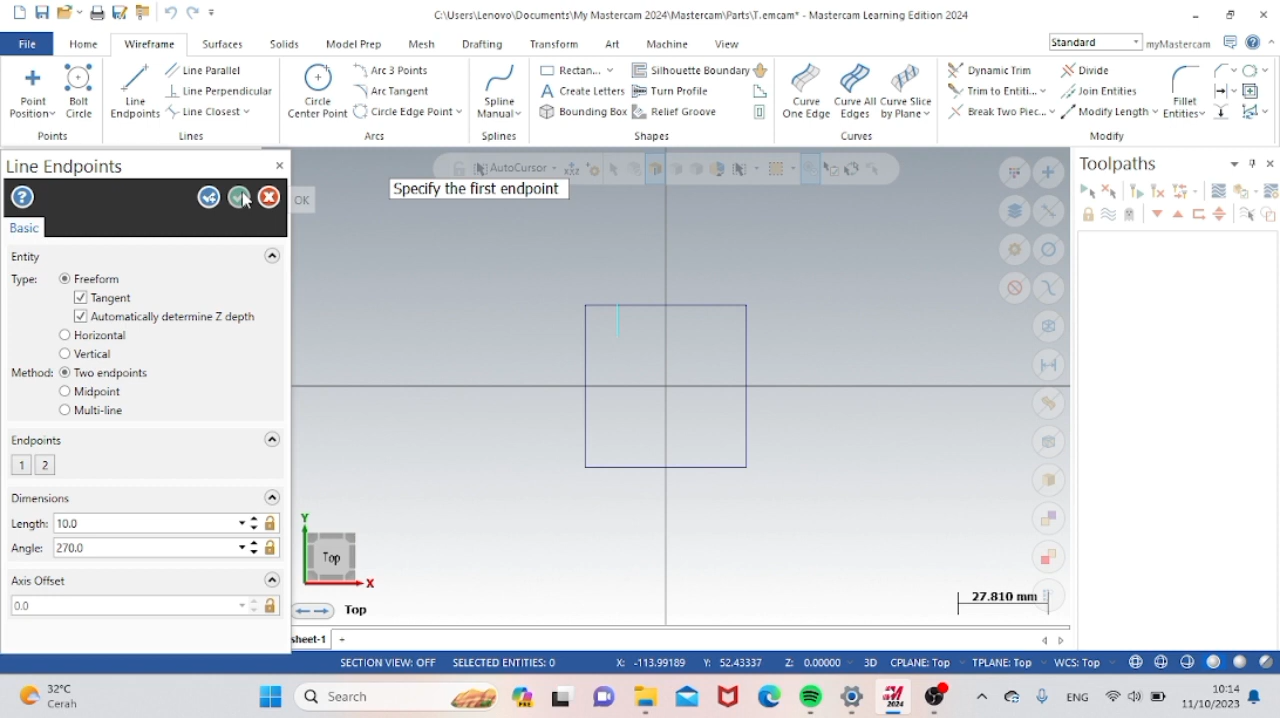 C:\Users\Lenovo\Documents\My Mastercam 2024\Mastercam\Parts\T.emcam* - Mastercam Learning Edition 2024
File Home Wireframe Surfaces Solids Model Prep Mesh Drafting Transform Art Machine View Standard myMastercam
Point Position
Bolt Circle
Points
Line Endpoints
Line Parallel
Line Perpendicular
Line Closest
Lines
Circle Center Point
Arc 3 Points
Arc Tangent
Circle Edge Point
Arcs
Spline Manual
Splines
Rectan...
Create Letters
Bounding Box
Silhouette Boundary
Turn Profile
Relief Groove
Shapes
Curve One Edge
Curve All Edges
Curve Slice by Plane
Curves
Dynamic Trim
Trim to Entiti...
Break Two Piec...
Divide
Join Entities
Modify Length
Fillet Entities
Modify
Line Endpoints
OK
Basic
Entity
Type: Freeform
Tangent
Automatically determine Z depth
Horizontal
Vertical
Method: Two endpoints
Midpoint
Multi-line
Endpoints
1 2
Dimensions
Length: 10.0
Angle: 270.0
Axis Offset
0.0
AutoCursor
Specify the first endpoint
Y
Top
X
Top
27.810 mm
sheet-1 +
Toolpaths
SECTION VIEW: OFF SELECTED ENTITIES: 0 X: -113.99189 Y: 52.43337 Z: 0.00000 3D CPLANE: Top TPLANE: Top WCS: Top
32°C
Cerah
Search
PRE
2024
ENG
10:14
11/10/2023